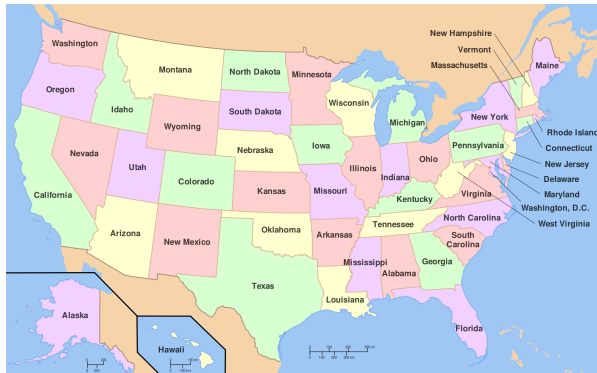 New Hampshire
Vermont
Massachusetts
Washington
Montana
North Dakota
Minnesota
Maine
Oregon
Idaho
South Dakota
Wisconsin
Michigan
New York
Wyoming
Rhode Island
Connecticut
Nebraska
Iowa
Pennsylvania
New Jersey
Nevada
Utah
Colorado
Illinois
Indiana
Ohio
Delaware
Maryland
California
Kansas
Missouri
Kentucky
Virginia
Washington, D.C.
West Virginia
Arizona
New Mexico
Oklahoma
Arkansas
Tennessee
North Carolina
South
Carolina
Texas
Mississippi
Alabama
Georgia
Louisiana
Florida
Alaska
Hawaii